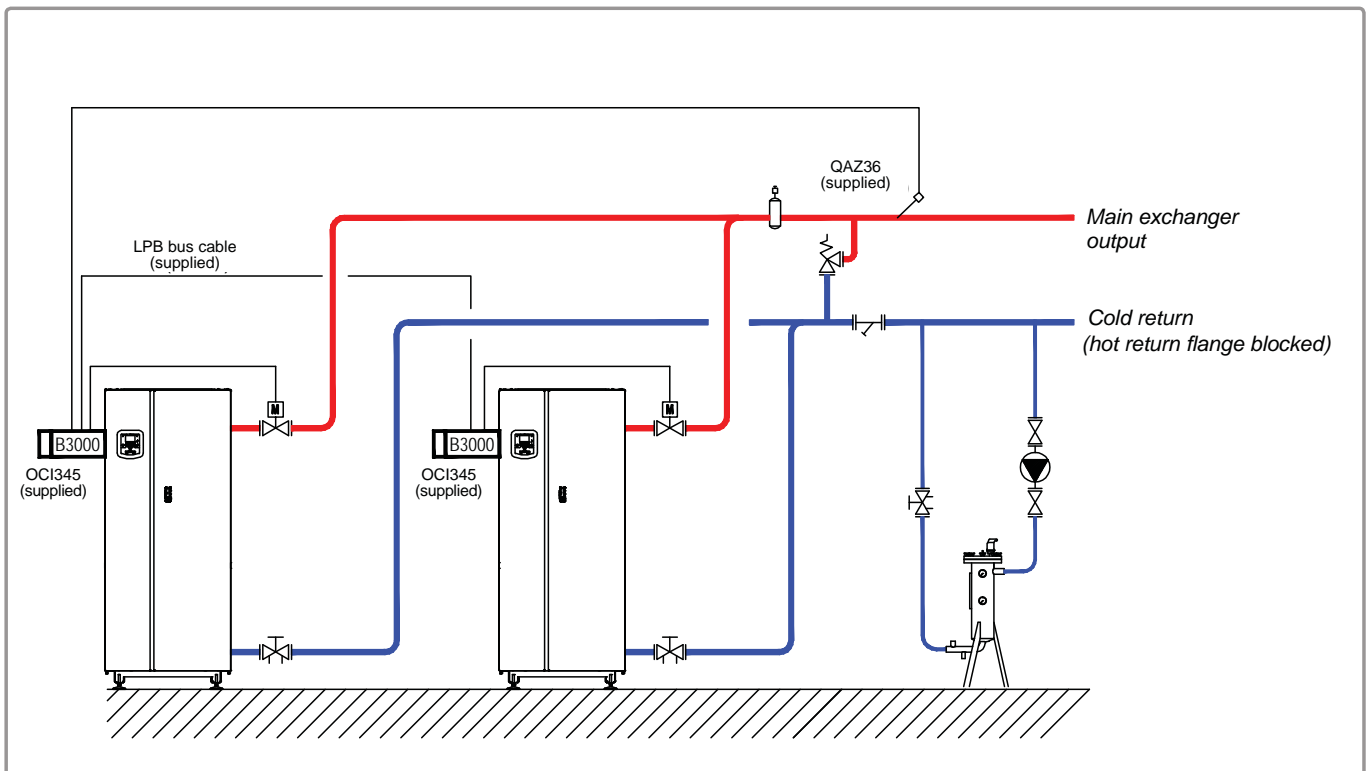 QAZ36
(supplied)
Main exchanger
output
LPB bus cable
(supplied)
Cold return
(hot return flange blocked)
M
M
B3000
B3000
OCI345
(supplied)
OCI345
(supplied)